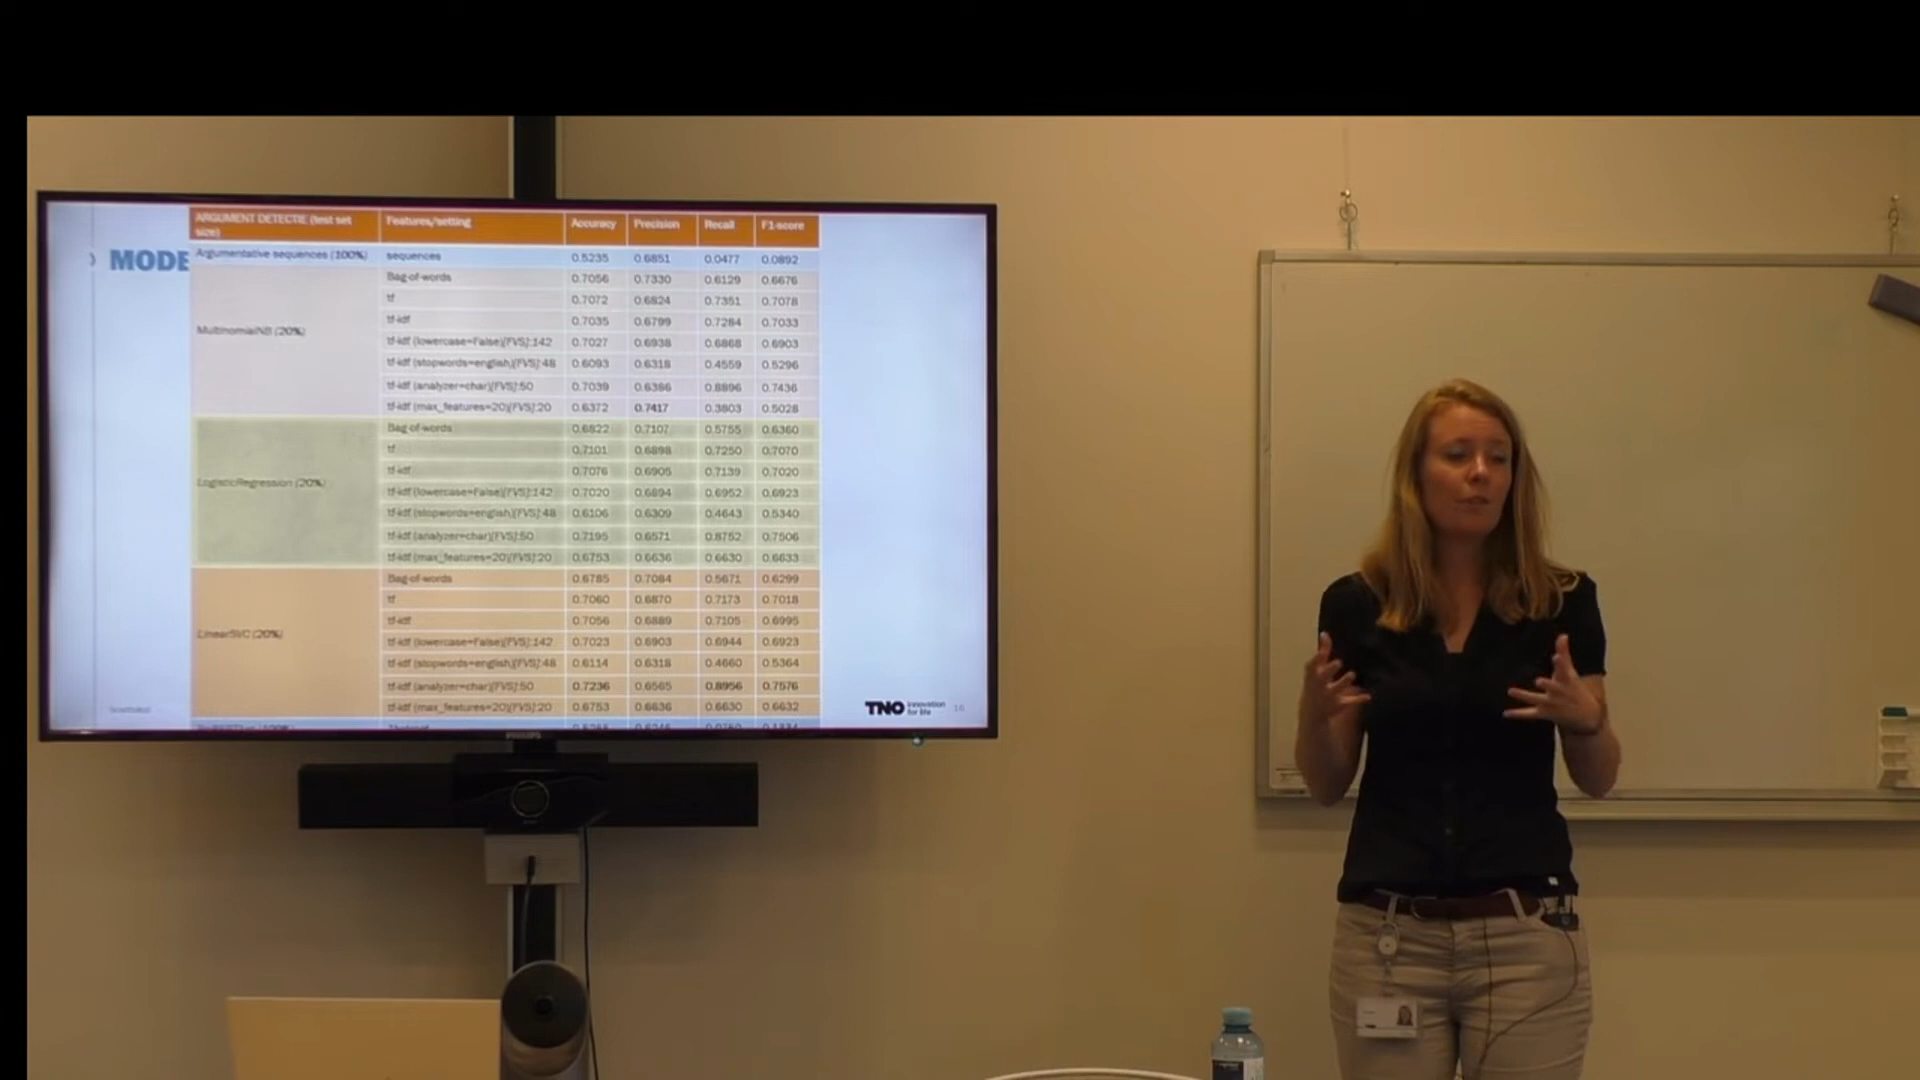 MODE
ARGUMENT DETECTIE (test set size) Features/setting Accuracy Precision Recall F1-score
Argumentative sequences (100%) sequences 0.5235 0.6851 0.0477 0.0892
MultinomialNB (20%)
Bag-of-words 0.7056 0.7330 0.6129 0.6676
tf 0.7072 0.6824 0.7351 0.7078
tf-idf 0.7035 0.6799 0.7284 0.7033
tf-idf (lowercase=False)[FVS]:142 0.7027 0.6938 0.6868 0.6903
tf-idf (stopwords=english)[FVS]:48 0.6093 0.6318 0.4559 0.5296
tf-idf (analyzer=char)[FVS]:50 0.7039 0.6386 0.8896 0.7436
tf-idf (max_features=20)[FVS]:20 0.6372 0.7417 0.3803 0.5028
LogisticRegression (20%)
Bag-of-words 0.6822 0.7107 0.5755 0.6360
tf 0.7101 0.6898 0.7250 0.7070
tf-idf 0.7076 0.6905 0.7139 0.7020
tf-idf (lowercase=False)[FVS]:142 0.7020 0.6894 0.6952 0.6923
tf-idf (stopwords=english)[FVS]:48 0.6106 0.6309 0.4643 0.5340
tf-idf (analyzer=char)[FVS]:50 0.7195 0.6571 0.8752 0.7506
tf-idf (max_features=20)[FVS]:20 0.6753 0.6636 0.6630 0.6633
LinearSVC (20%)
Bag-of-words 0.6785 0.7084 0.5671 0.6299
tf 0.7060 0.6870 0.7173 0.7018
tf-idf 0.7056 0.6889 0.7105 0.6995
tf-idf (lowercase=False)[FVS]:142 0.7023 0.6903 0.6944 0.6923
tf-idf (stopwords=english)[FVS]:48 0.6114 0.6318 0.4660 0.5364
tf-idf (analyzer=char)[FVS]:50 0.7236 0.6565 0.8956 0.7576
tf-idf (max_features=20)[FVS]:20 0.6753 0.6636 0.6630 0.6632
TNO innovation for life 16
PHILIPS